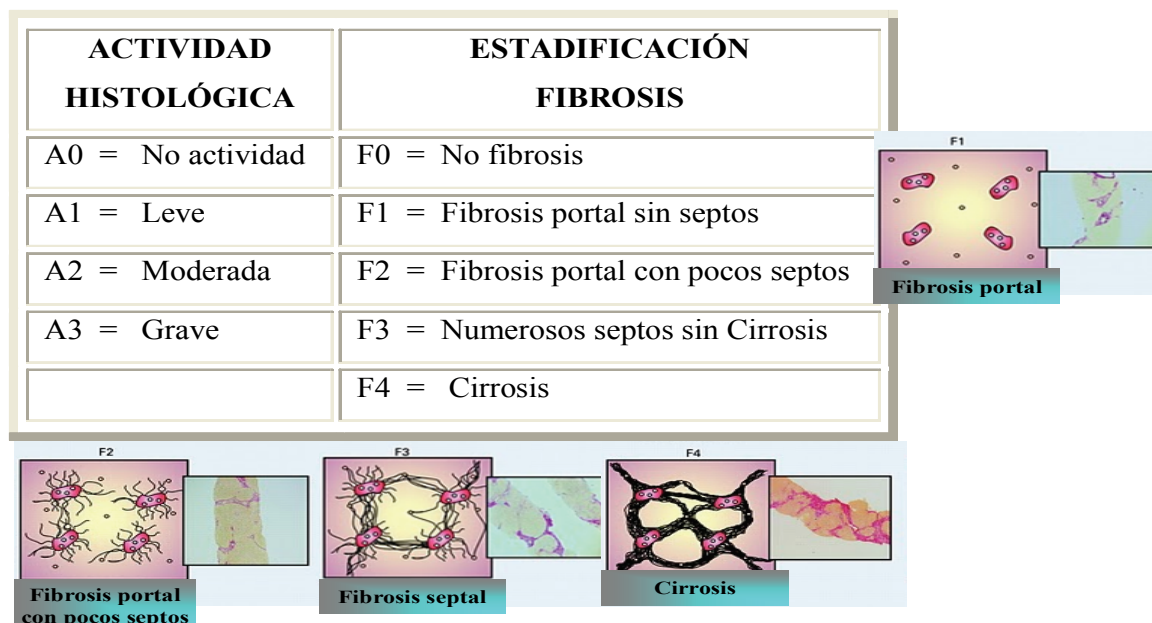 ACTIVIDAD
HISTOLÓGICA
ESTADIFICACIÓN
FIBROSIS
A0 = No actividad
F0 = No fibrosis
A1 = Leve
F1 = Fibrosis portal sin septos
A2 = Moderada
F2 = Fibrosis portal con pocos septos
A3 = Grave
F3 = Numerosos septos sin Cirrosis
F4 = Cirrosis
F1
Fibrosis portal
F2
Fibrosis portal
con pocos septos
F3
Fibrosis septal
F4
Cirrosis